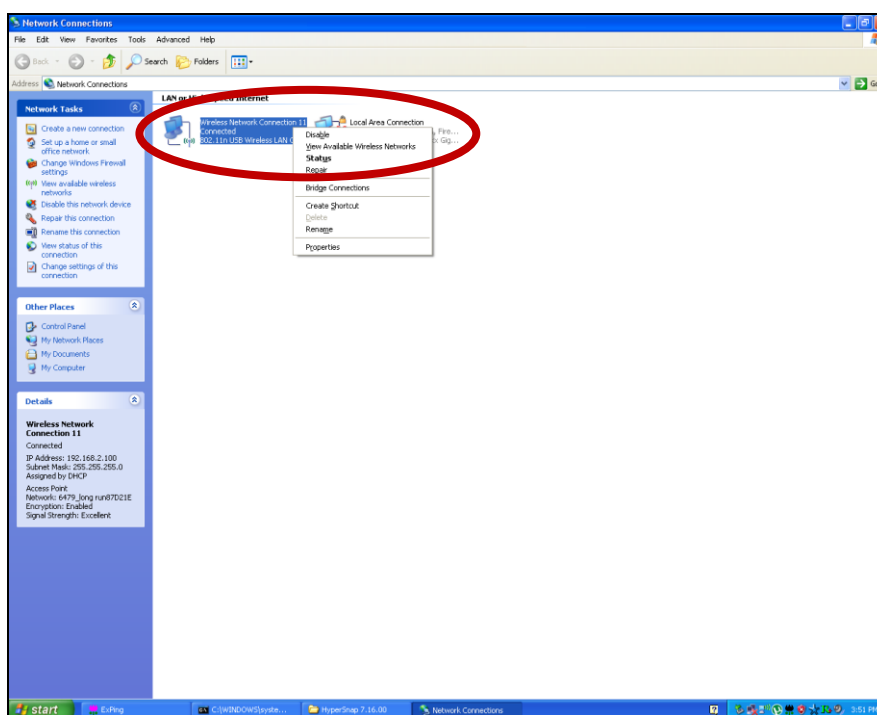 Network Connections
File Edit View Favorites Tools Advanced Help
Back Search Folders
Address Network Connections
LAN or Internet
Network Tasks
Create a new connection
Set up a home or small
office network
Change Windows Firewall
settings
View available wireless
networks
Disable this network device
Repair this connection
Rename this connection
View status of this
connection
Change settings of this
connection
Other Places
Control Panel
My Network Places
My Documents
My Computer
Details
Wireless Network
Connection 11
Connected
IP Address: 192.168.2.100
Subnet Mask: 255.255.255.0
Assigned by DHCP
Access Point
Network: 6479_long run87D21E
Encryption: Enabled
Signal Strength: Excellent
Wireless Network Connection 11
Connected
802.11n USB Wireless LAN C
Local Area Connection
, Fire...
x Gig...
Disable
View Available Wireless Networks
Status
Repair
Bridge Connections
Create Shortcut
Delete
Rename
Properties
start ExPing C:\WINDOWS\syste... HyperSnap 7.16.00 Network Connections 3:51 PM